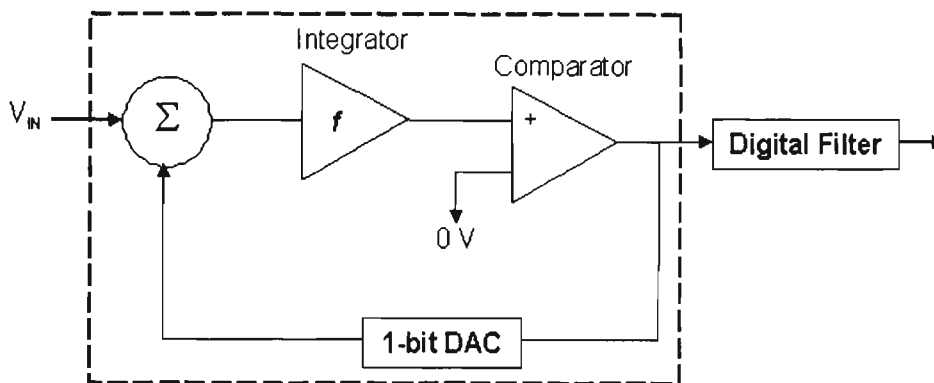 Integrator
Comparator
V_IN
Σ
f
+
Digital Filter
0 V
1-bit DAC